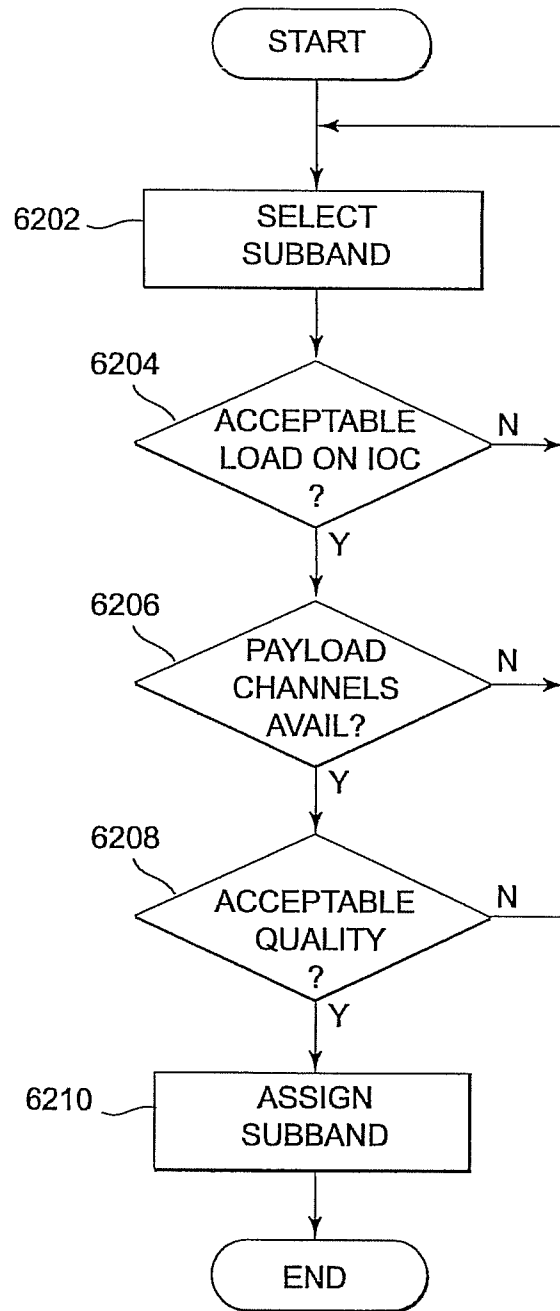 START
6202
SELECT
SUBBAND
6204
ACCEPTABLE
LOAD ON IOC
?
N
Y
6206
PAYLOAD
CHANNELS
AVAIL?
N
Y
6208
ACCEPTABLE
QUALITY
?
N
Y
6210
ASSIGN
SUBBAND
END